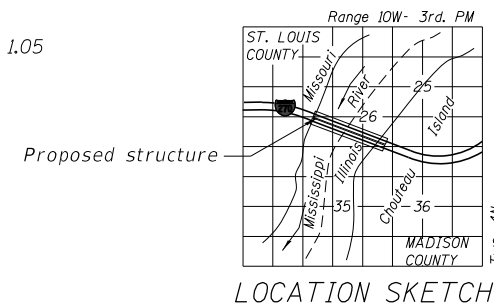 Range 10W- 3rd. PM
1.05
ST. LOUIS
COUNTY
Missouri
River
25
270
26
Island
Proposed structure
Illinois
Mississippi
35
Chouteau
36
MADISON
COUNTY
LOCATION SKETCH